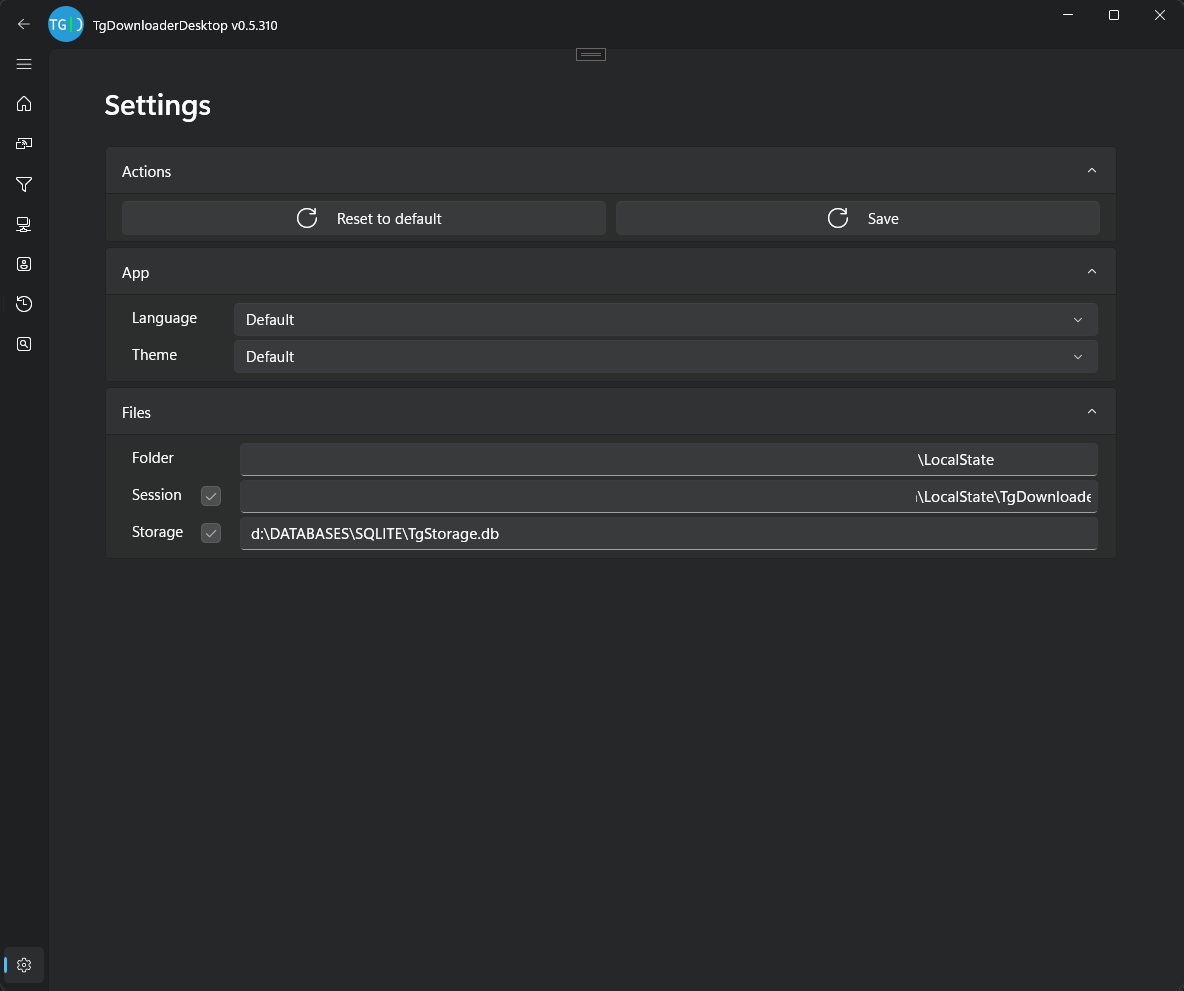 TG D
TgDownloaderDesktop v0.5.310
Settings
Actions
Reset to default
Save
App
Language Default
Theme Default
Files
Folder \LocalState
Session \LocalState\TgDownloade
Storage d:\DATABASES\SQLITE\TgStorage.db